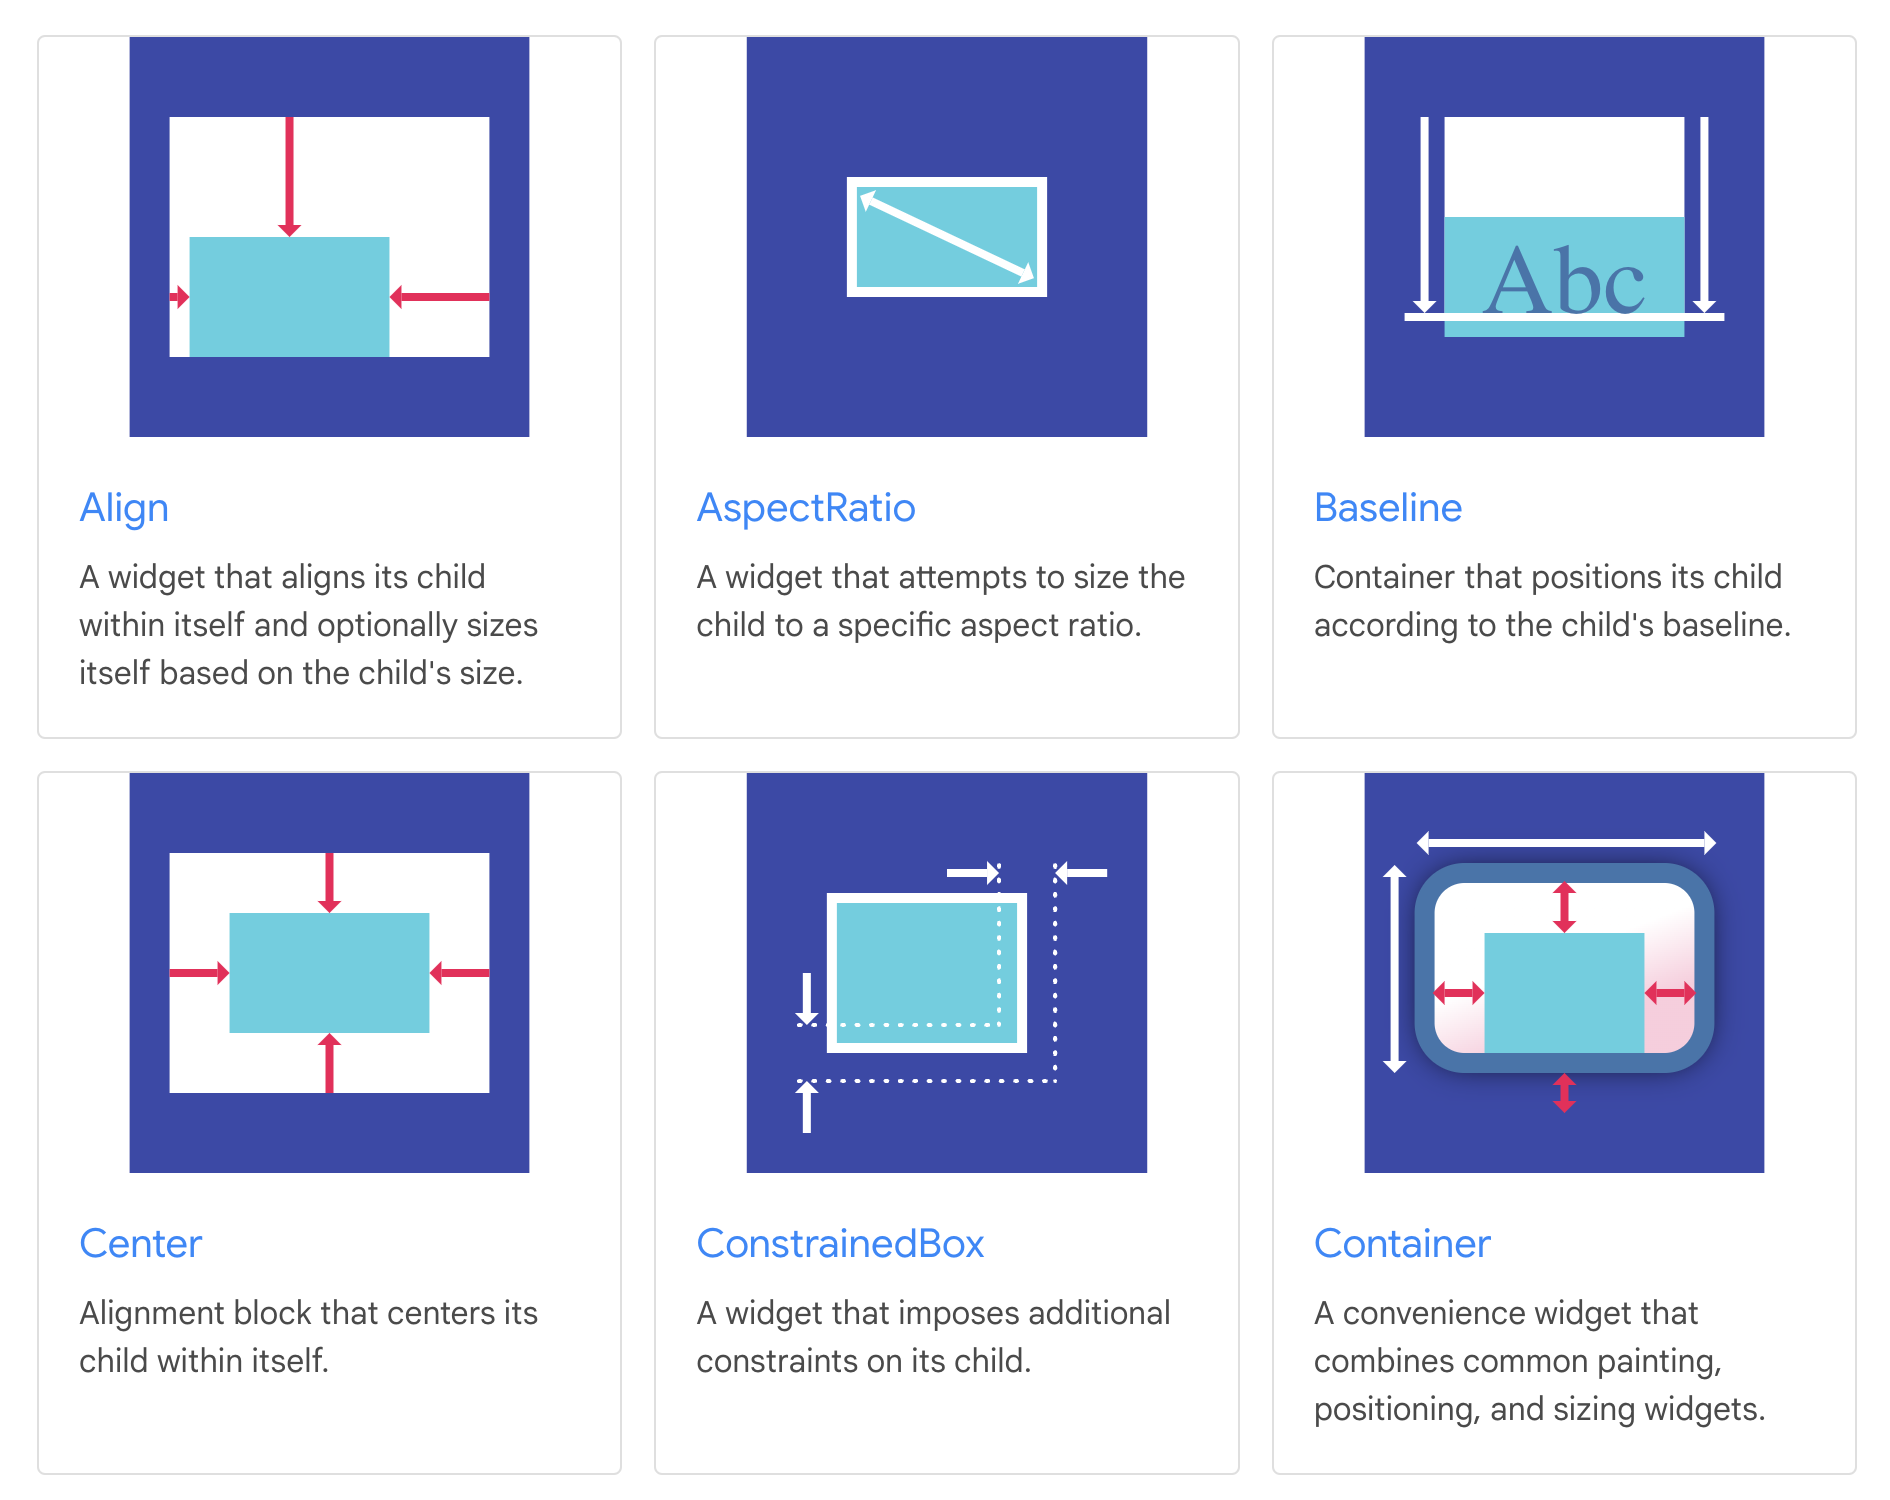 Align
A widget that aligns its child
within itself and optionally sizes
itself based on the child's size.
AspectRatio
A widget that attempts to size the
child to a specific aspect ratio.
Abc
Baseline
Container that positions its child
according to the child's baseline.
Center
Alignment block that centers its
child within itself.
ConstrainedBox
A widget that imposes additional
constraints on its child.
Container
A convenience widget that
combines common painting,
positioning, and sizing widgets.